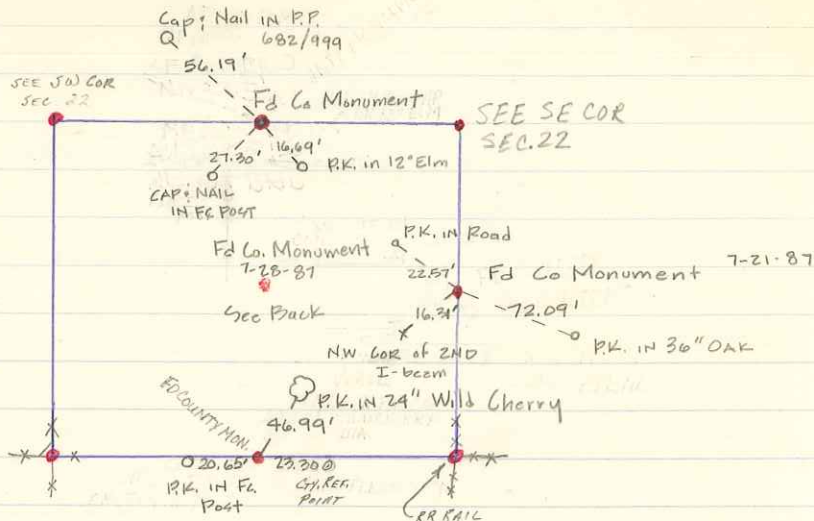 Cap & Nail IN P.P.
682/999
56.19'
SEE SW COR
SEC 22
Fd Co Monument
SEE SE COR
SEC. 22
27.30'
16.69'
P.K. in 12" Elm
CAP & NAIL
IN FC POST
P.K. IN Road
Fd Co. Monument
7-28-87
See Back
22.57'
Fd Co Monument
7-21-87
16.31'
72.09'
P.K. IN 36" OAK
NW COR of 2ND
I-beam
P.K. IN 24" Wild Cherry
FD COUNTY MON.
46.99'
20.65'
23.30
P.K. in Fc.
Post
CTY. REF.
POINT
RR RAIL